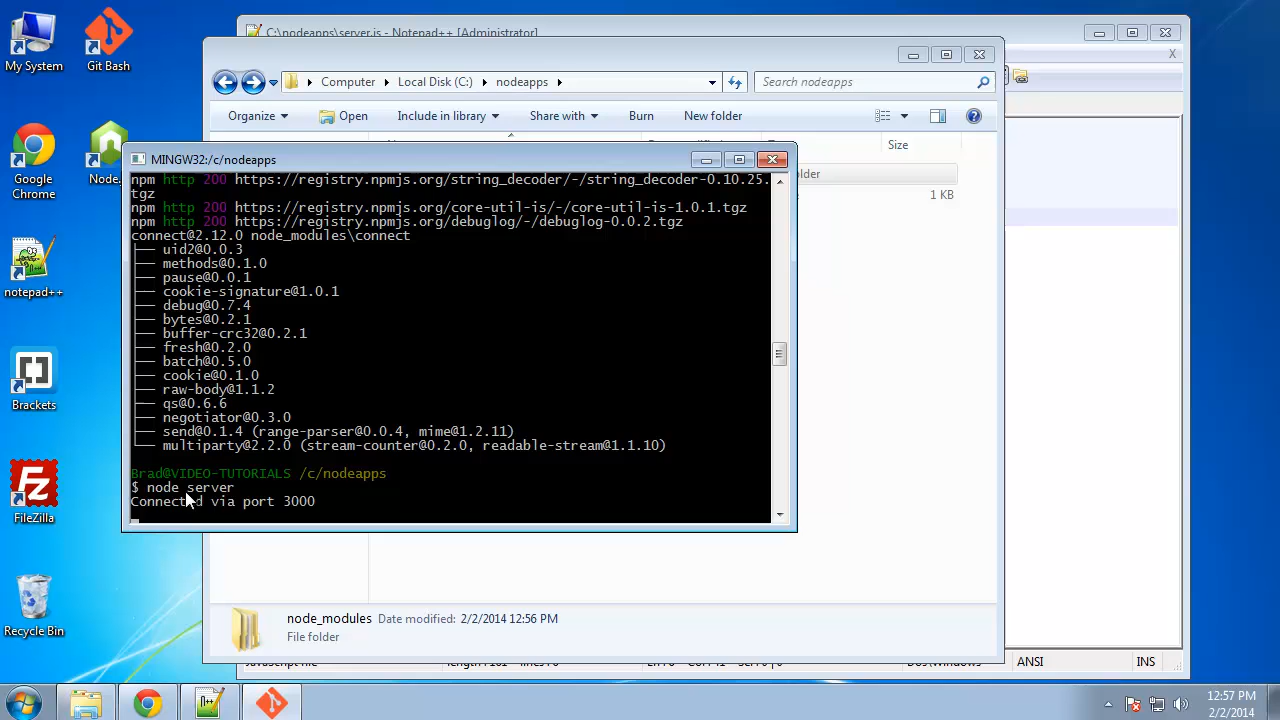 My System
Git Bash
Google
Chrome
Node.
notepad++
Brackets
FileZilla
Recycle Bin
C:\nodeapps\server.js - Notepad++ [Administrator]
X
Computer
Local Disk (C:)
nodeapps
Search nodeapps
Organize
Open
Include in library
Share with
Burn
New folder
Size
older
1 KB
MINGW32:/c/nodeapps
npm http 200 https://registry.npmjs.org/string_decoder/-/string_decoder-0.10.25.
tgz
npm http 200 https://registry.npmjs.org/core-util-is/-/core-util-is-1.0.1.tgz
npm http 200 https://registry.npmjs.org/debuglog/-/debuglog-0.0.2.tgz
connect@2.12.0 node_modules\connect
├── uid2@0.0.3
├── methods@0.1.0
├── pause@0.0.1
├── cookie-signature@1.0.1
├── debug@0.7.4
├── bytes@0.2.1
├── buffer-crc32@0.2.1
├── fresh@0.2.0
├── batch@0.5.0
├── cookie@0.1.0
├── raw-body@1.1.2
├── qs@0.6.6
├── negotiator@0.3.0
├── send@0.1.4 (range-parser@0.0.4, mime@1.2.11)
└── multiparty@2.2.0 (stream-counter@0.2.0, readable-stream@1.1.10)
Brad@VIDEO-TUTORIALS /c/nodeapps
$ node server
Connected via port 3000
node_modules Date modified: 2/2/2014 12:56 PM
File folder
ANSI
INS
12:57 PM
2/2/2014